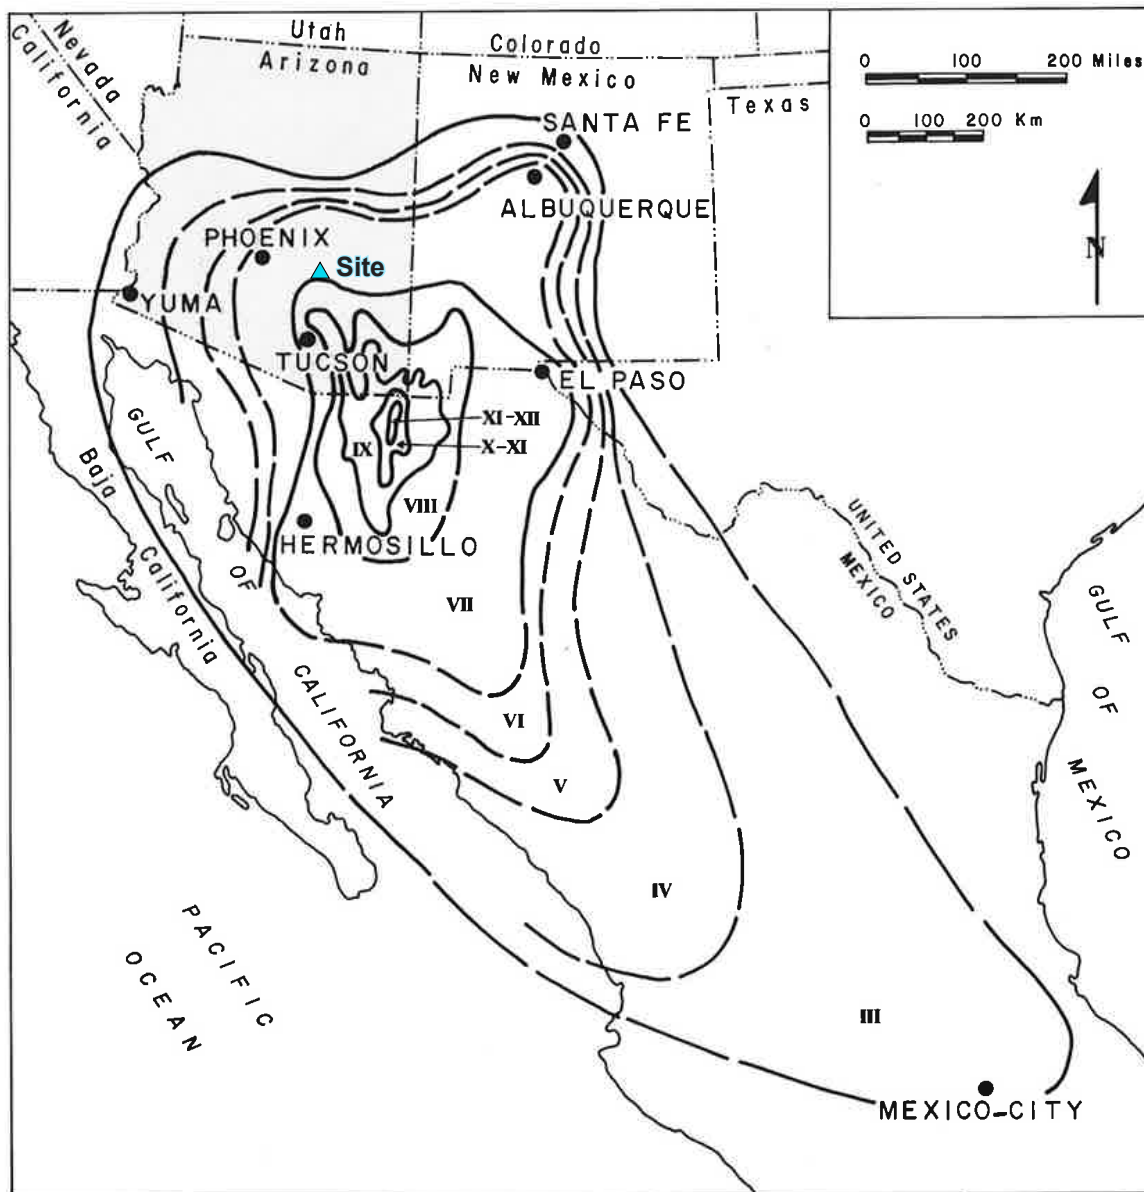 Utah
Colorado
Nevada
California
Arizona
New Mexico
Texas
0 100 200 Miles
0 100 200 Km
N
SANTA FE
ALBUQUERQUE
PHOENIX
Site
YUMA
TUCSON
EL PASO
XI-XII
X-XI
IX
VIII
HERMOSILLO
VII
VI
V
IV
III
GULF
OF
CALIFORNIA
Baja
California
UNITED STATES
MEXICO
GULF
OF
MEXICO
PACIFIC
OCEAN
MEXICO-CITY